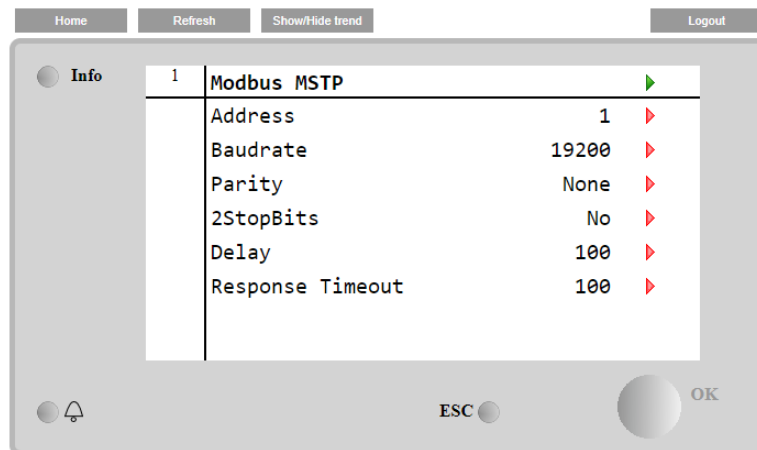 Home Refresh Show/Hide trend Logout
Info
1 Modbus MSTP
Address 1
Baudrate 19200
Parity None
2StopBits No
Delay 100
Response Timeout 100
ESC OK